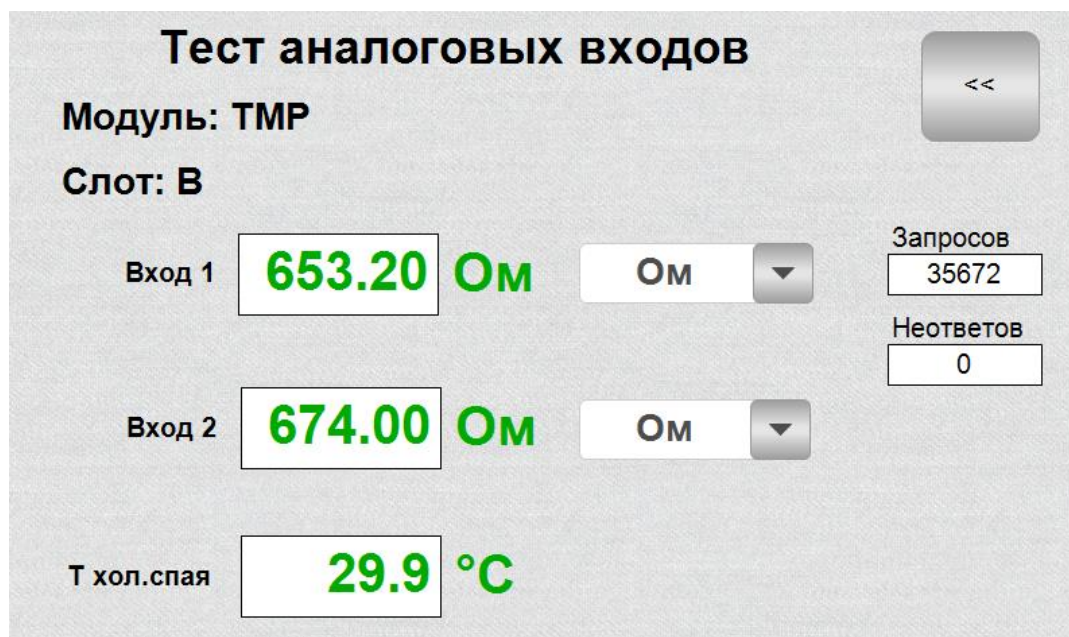 Тест аналоговых входов
<<
Модуль: TMP
Слот: B
Запросов
Вход 1 653.20 Ом Ом 35672
Неответов
0
Вход 2 674.00 Ом Ом
Т хол.спая 29.9 °C